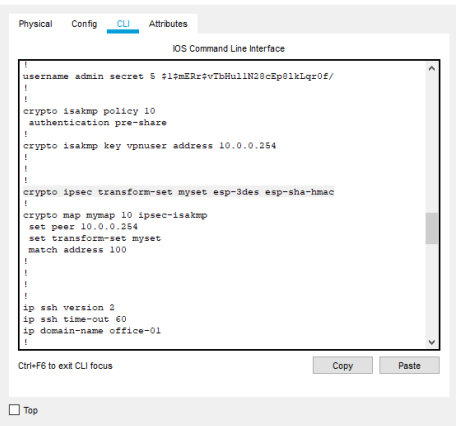 Physical Config CLI Attributes
IOS Command Line Interface
!
username admin secret 5 $1$mERr$vTbHu11N28cEp81kLqr0f/
!
!
crypto isakmp policy 10
authentication pre-share
!
crypto isakmp key vpnuser address 10.0.0.254
!
!
!
crypto ipsec transform-set myset esp-3des esp-sha-hmac
!
crypto map mymap 10 ipsec-isakmp
set peer 10.0.0.254
set transform-set myset
match address 100
!
!
!
!
ip ssh version 2
ip ssh time-out 60
ip domain-name office-01
!
Ctrl+F6 to exit CLI focus
Copy Paste
Top